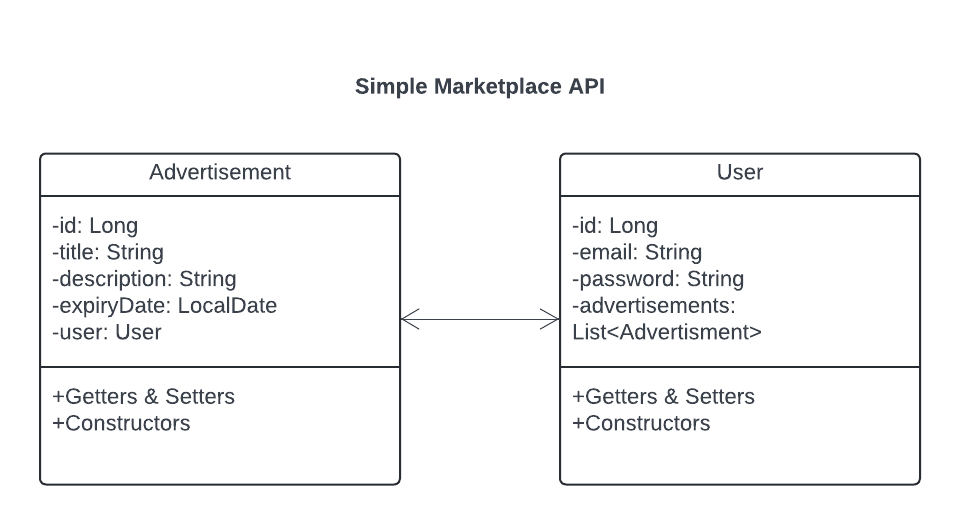 Simple Marketplace API
Advertisement
-id: Long
-title: String
-description: String
-expiryDate: LocalDate
-user: User
+Getters & Setters
+Constructors
User
-id: Long
-email: String
-password: String
-advertisements:
List<Advertisment>
+Getters & Setters
+Constructors